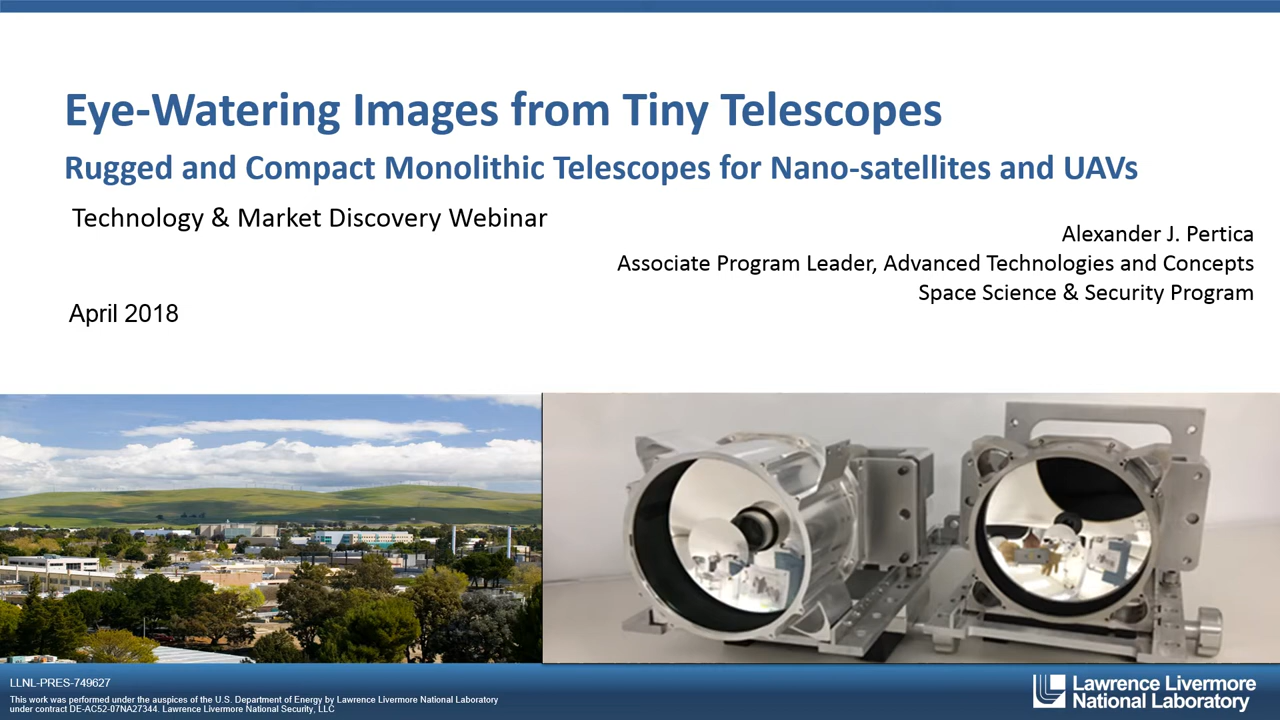 Eye-Watering Images from Tiny Telescopes
Rugged and Compact Monolithic Telescopes for Nano-satellites and UAVs
Technology & Market Discovery Webinar
Alexander J. Pertica
Associate Program Leader, Advanced Technologies and Concepts
Space Science & Security Program
April 2018
LLNL-PRES-749627
This work was performed under the auspices of the U.S. Department of Energy by Lawrence Livermore National Laboratory
under contract DE-AC52-07NA27344. Lawrence Livermore National Security, LLC
Lawrence Livermore
National Laboratory